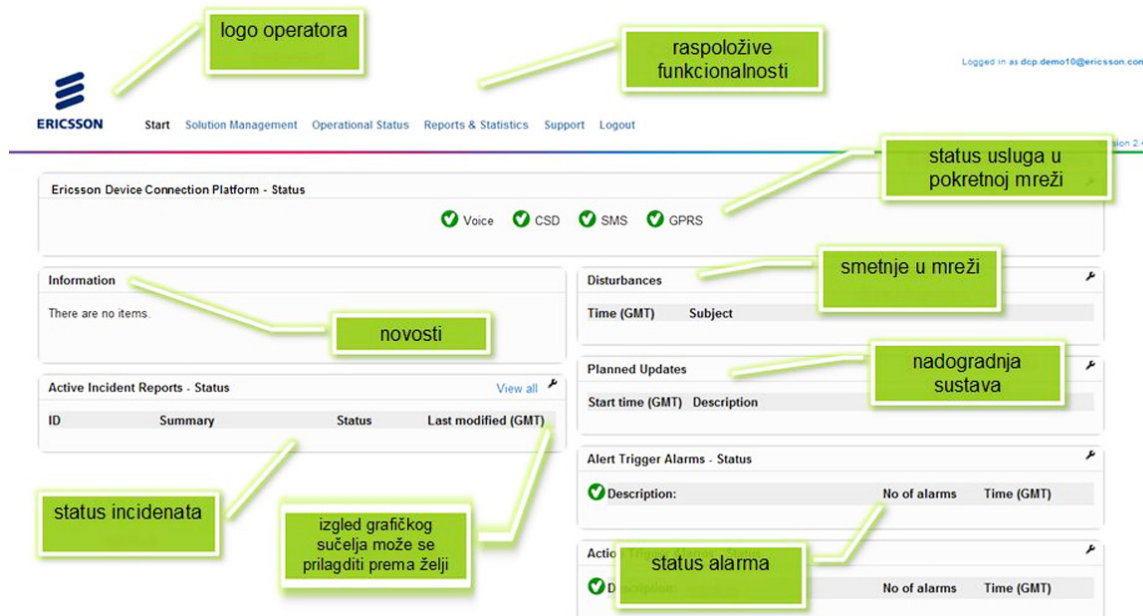 logo operatora
raspoložive
funkcionalnosti
Logged in as dcp.demo10@ericsson.com
ERICSSON
Start Solution Management Operational Status Reports & Statistics Support Logout
status usluga u
pokretnoj mreži
Ericsson Device Connection Platform - Status
Voice CSD SMS GPRS
Information
There are no items.
novosti
Disturbances
smetnje u mreži
Time (GMT) Subject
Active Incident Reports - Status View all
ID Summary Status Last modified (GMT)
Planned Updates
nadogradnja
sustava
Start time (GMT) Description
Alert Trigger Alarms - Status
Description: No of alarms Time (GMT)
status incidenata
izgled grafičkog
sučelja može se
prilagditi prema želji
status alarma
No of alarms Time (GMT)